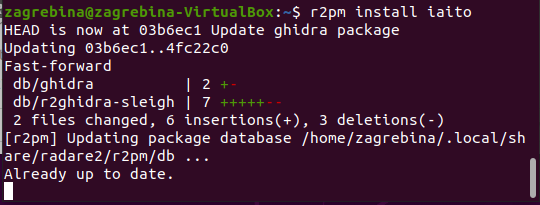 zagrebina@zagrebina-VirtualBox:~$ r2pm install iaito
HEAD is now at 03b6ec1 Update ghidra package
Updating 03b6ec1..4fc22c0
Fast-forward
 db/ghidra          | 2 +-
 db/r2ghidra-sleigh | 7 +++++--
 2 files changed, 6 insertions(+), 3 deletions(-)
[r2pm] Updating package database /home/zagrebina/.local/sh
are/radare2/r2pm/db ...
Already up to date.